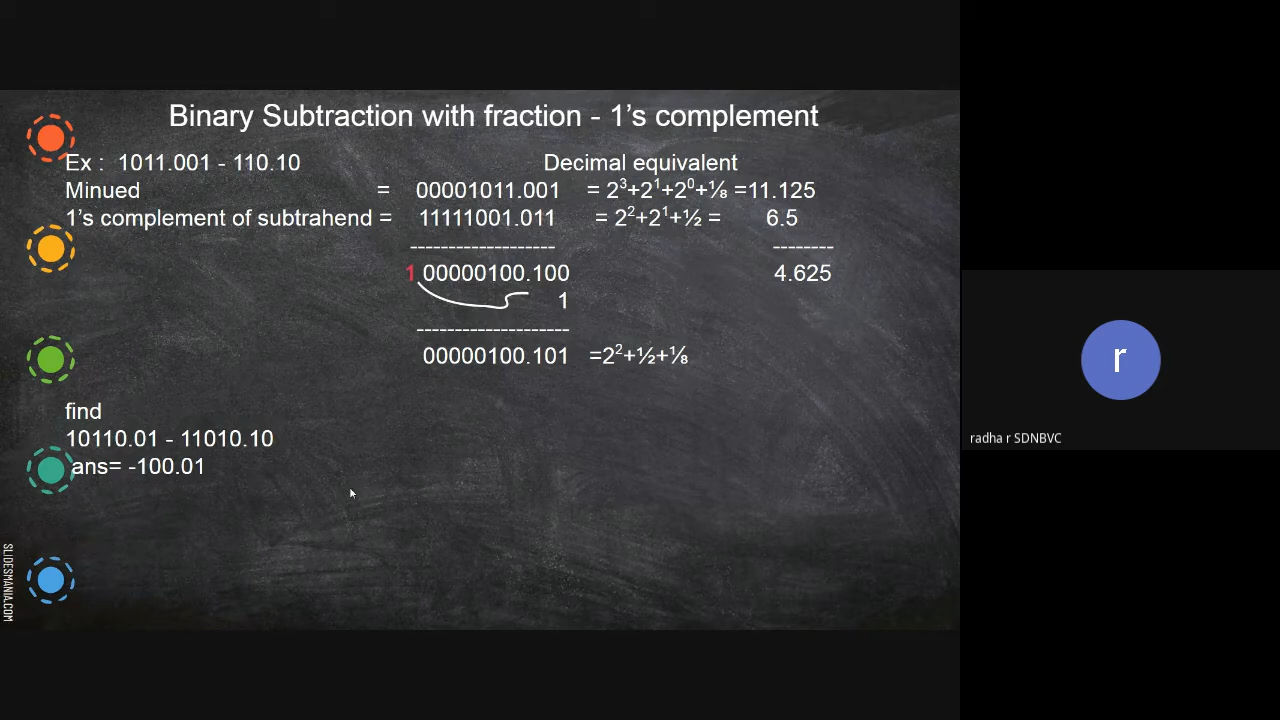 Binary Subtraction with fraction - 1's complement
Ex : 1011.001 - 110.10 Decimal equivalent
Minued = 00001011.001 = 2³+2¹+2⁰+⅛ =11.125
1's complement of subtrahend = 11111001.011 = 2²+2¹+½ = 6.5
------------------- --------
1 00000100.100 4.625
1
--------------------
00000100.101 =2²+½+⅛
find
10110.01 - 11010.10
ans= -100.01
SLIDESMANIA.COM
r
radha r SDNBVC